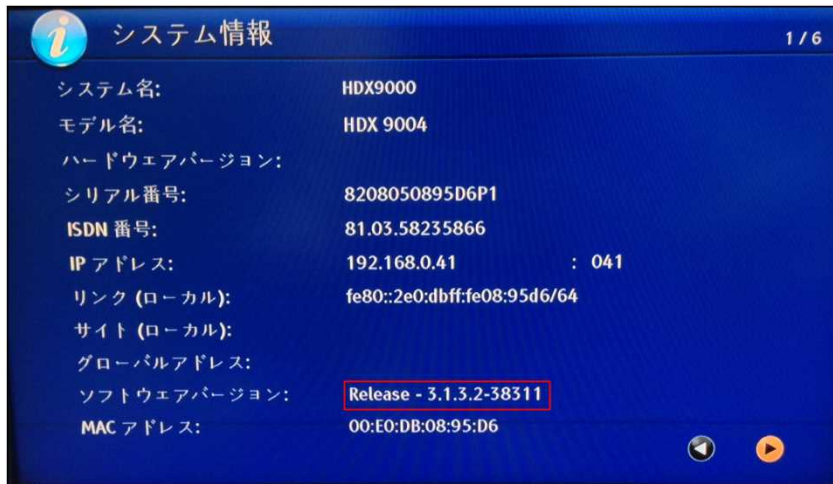 システム情報
1/6
システム名: HDX9000
モデル名: HDX 9004
ハードウェアバージョン:
シリアル番号: 8208050895D6P1
ISDN 番号: 81.03.58235866
IP アドレス: 192.168.0.41 : 041
リンク (ローカル): fe80::2e0:dbff:fe08:95d6/64
サイト (ローカル):
グローバルアドレス:
ソフトウェアバージョン: Release - 3.1.3.2-38311
MAC アドレス: 00:E0:DB:08:95:D6